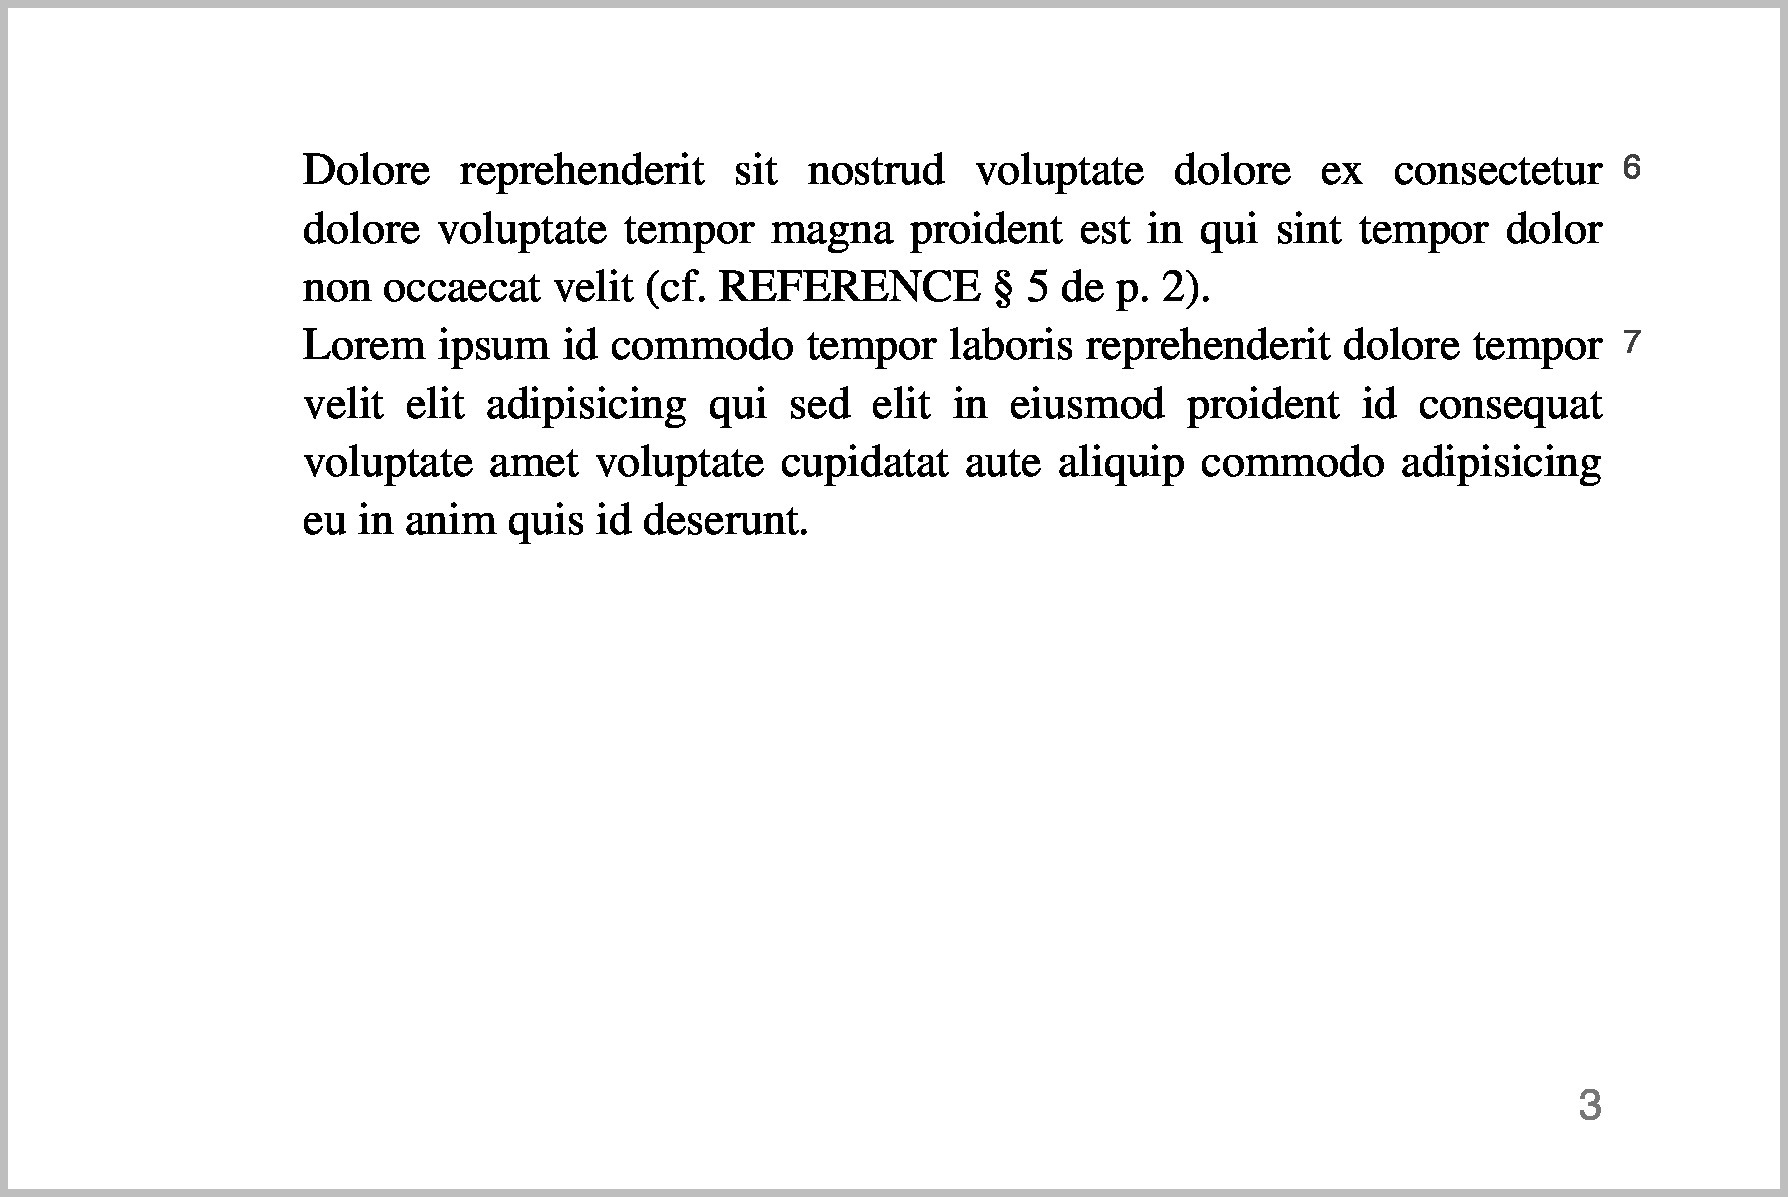 Dolore reprehenderit sit nostrud voluptate dolore ex consectetur 6
dolore voluptate tempor magna proident est in qui sint tempor dolor
non occaecat velit (cf. REFERENCE § 5 de p. 2).
Lorem ipsum id commodo tempor laboris reprehenderit dolore tempor 7
velit elit adipisicing qui sed elit in eiusmod proident id consequat
voluptate amet voluptate cupidatat aute aliquip commodo adipisicing
eu in anim quis id deserunt.
3